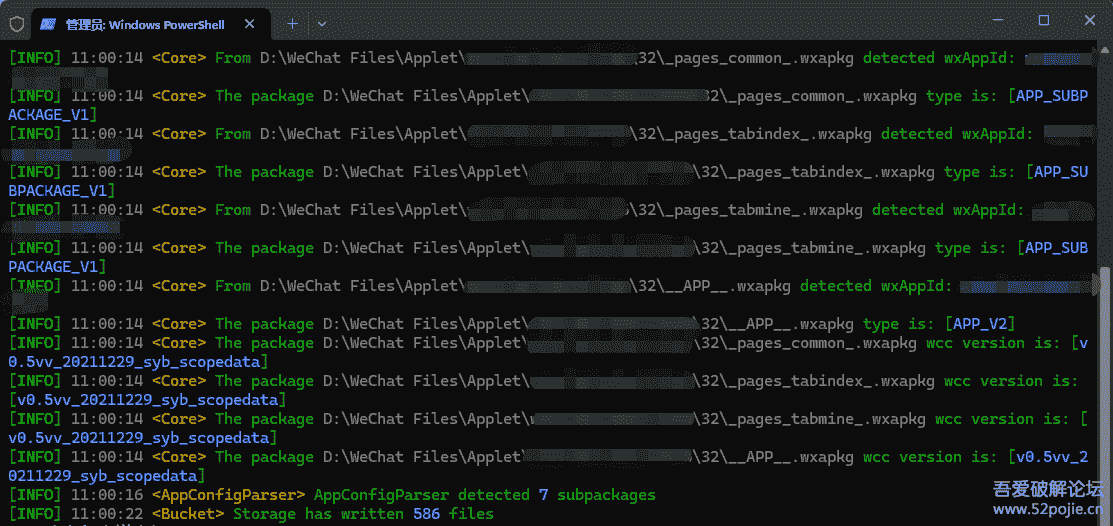 管理员: Windows PowerShell
[INFO] 11:00:14 <Core> From D:\WeChat Files\Applet\ \32\_pages_common_.wxapkg detected wxAppId:
[INFO] 11:00:14 <Core> The package D:\WeChat Files\Applet\ 32\_pages_common_.wxapkg type is: [APP_SUBP
ACKAGE_V1]
[INFO] 11:00:14 <Core> From D:\WeChat Files\Applet\ \32\_pages_tabindex_.wxapkg detected wxAppId:
[INFO] 11:00:14 <Core> The package D:\WeChat Files\Applet\ \32\_pages_tabindex_.wxapkg type is: [APP_SU
BPACKAGE_V1]
[INFO] 11:00:14 <Core> From D:\WeChat Files\Applet\ \32\_pages_tabmine_.wxapkg detected wxAppId:
[INFO] 11:00:14 <Core> The package D:\WeChat Files\Applet\ \32\_pages_tabmine_.wxapkg type is: [APP_SUB
PACKAGE_V1]
[INFO] 11:00:14 <Core> From D:\WeChat Files\Applet\ \32\__APP__.wxapkg detected wxAppId:
[INFO] 11:00:14 <Core> The package D:\WeChat Files\Applet\ \32\__APP__.wxapkg type is: [APP_V2]
[INFO] 11:00:14 <Core> The package D:\WeChat Files\Applet\ \32\_pages_common_.wxapkg wcc version is: [v
0.5vv_20211229_syb_scopedata]
[INFO] 11:00:14 <Core> The package D:\WeChat Files\Applet\ \32\_pages_tabindex_.wxapkg wcc version is:
[v0.5vv_20211229_syb_scopedata]
[INFO] 11:00:14 <Core> The package D:\WeChat Files\Applet\ \32\_pages_tabmine_.wxapkg wcc version is: [
v0.5vv_20211229_syb_scopedata]
[INFO] 11:00:14 <Core> The package D:\WeChat Files\Applet\ \32\__APP__.wxapkg wcc version is: [v0.5vv_2
0211229_syb_scopedata]
[INFO] 11:00:16 <AppConfigParser> AppConfigParser detected 7 subpackages
[INFO] 11:00:22 <Bucket> Storage has written 586 files
吾爱破解论坛
www.52pojie.cn